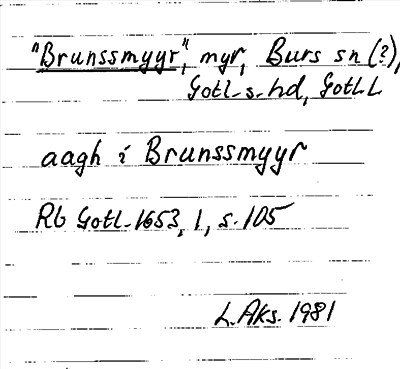 "Brunssmyyr", myr, Burs sn (?),
Gotl-s-hd, Gotl.L
aagh i Brunssmyyr
Rb Gotl-1653, 1, s.105
L.Aks. 1981